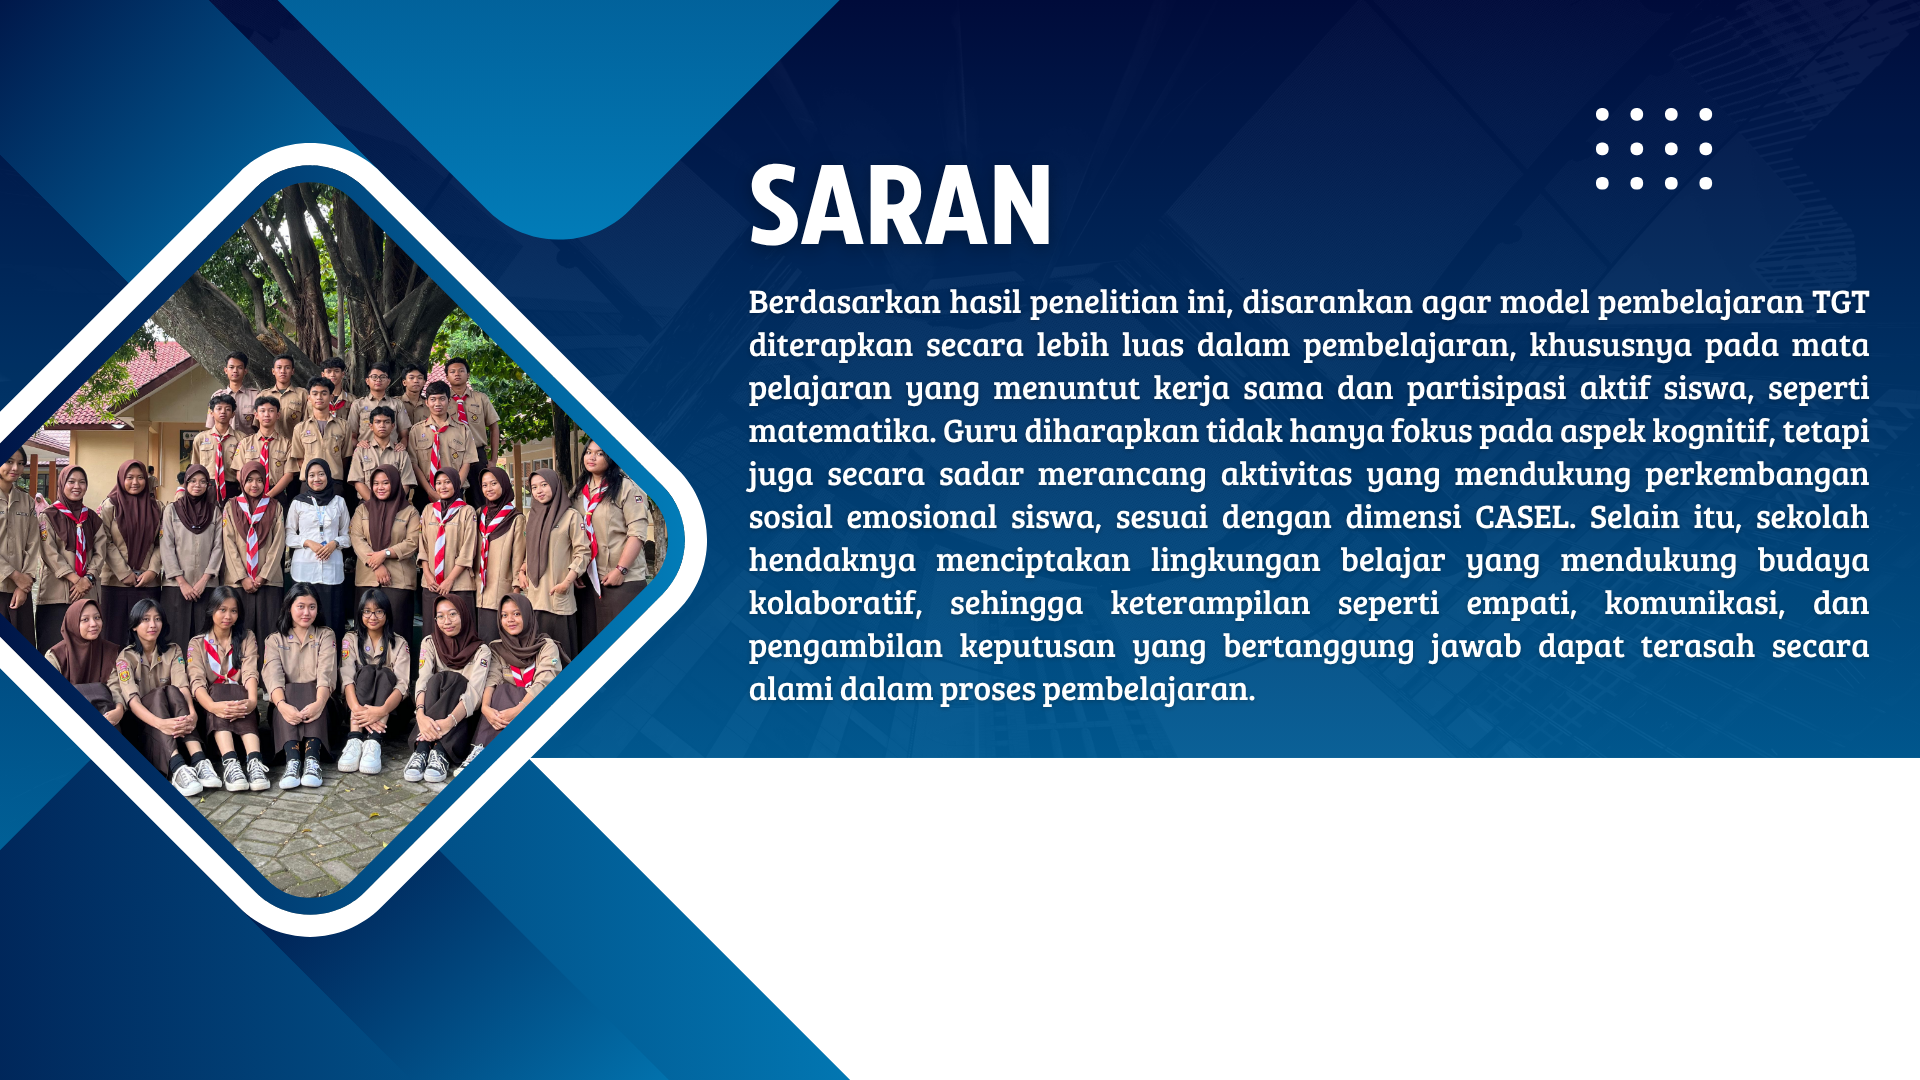 SARAN
Berdasarkan hasil penelitian ini, disarankan agar model pembelajaran TGT
diterapkan secara lebih luas dalam pembelajaran, khususnya pada mata
pelajaran yang menuntut kerja sama dan partisipasi aktif siswa, seperti
matematika. Guru diharapkan tidak hanya fokus pada aspek kognitif, tetapi
juga secara sadar merancang aktivitas yang mendukung perkembangan
sosial emosional siswa, sesuai dengan dimensi CASEL. Selain itu, sekolah
hendaknya menciptakan lingkungan belajar yang mendukung budaya
kolaboratif, sehingga keterampilan seperti empati, komunikasi, dan
pengambilan keputusan yang bertanggung jawab dapat terasah secara
alami dalam proses pembelajaran.